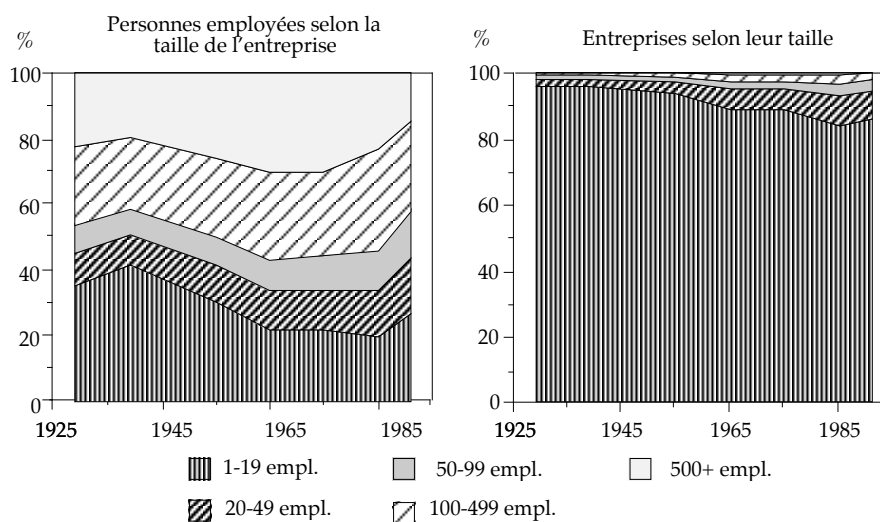 Personnes employées selon la
taille de l'entreprise
%
100
80
60
40
20
0
1925
1945
1965
1985
Entreprises selon leur taille
%
100
80
60
40
20
0
1925
1945
1965
1985
1-19 empl.
50-99 empl.
500+ empl.
20-49 empl.
100-499 empl.